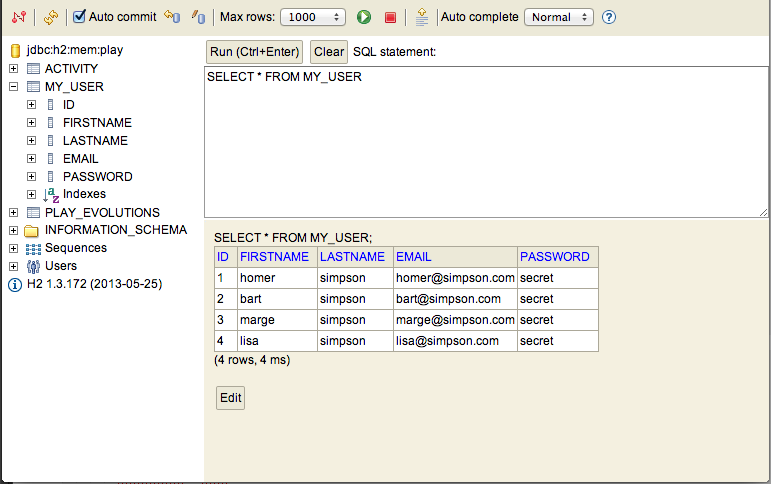 Auto commit Max rows: 1000 Auto complete Normal
jdbc:h2:mem:play
ACTIVITY
MY_USER
ID
FIRSTNAME
LASTNAME
EMAIL
PASSWORD
Indexes
PLAY_EVOLUTIONS
INFORMATION_SCHEMA
Sequences
Users
H2 1.3.172 (2013-05-25)
Run (Ctrl+Enter) Clear SQL statement:
SELECT * FROM MY_USER
SELECT * FROM MY_USER;
ID FIRSTNAME LASTNAME EMAIL PASSWORD
1 homer simpson homer@simpson.com secret
2 bart simpson bart@simpson.com secret
3 marge simpson marge@simpson.com secret
4 lisa simpson lisa@simpson.com secret
(4 rows, 4 ms)
Edit